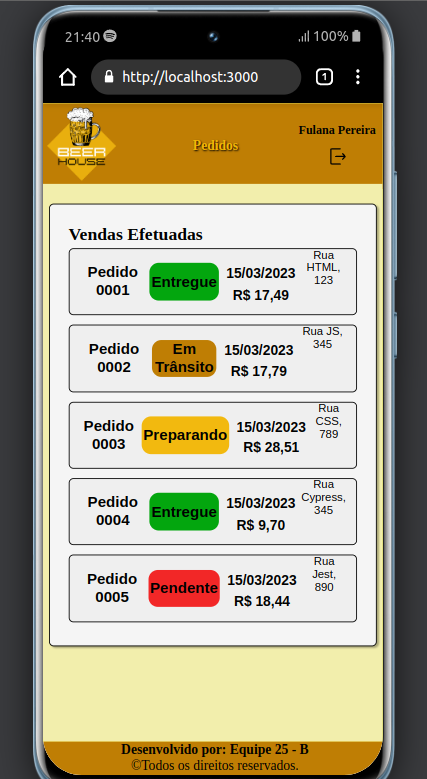 21:40
100%
http://localhost:3000
1
BEER
HOUSE
Pedidos
Fulana Pereira
Vendas Efetuadas
Pedido
0001
Entregue
15/03/2023
R$ 17,49
Rua
HTML,
123
Pedido
0002
Em
Trânsito
15/03/2023
R$ 17,79
Rua JS,
345
Pedido
0003
Preparando
15/03/2023
R$ 28,51
Rua
CSS,
789
Pedido
0004
Entregue
15/03/2023
R$ 9,70
Rua
Cypress,
345
Pedido
0005
Pendente
15/03/2023
R$ 18,44
Rua
Jest,
890
Desenvolvido por: Equipe 25 - B
©Todos os direitos reservados.